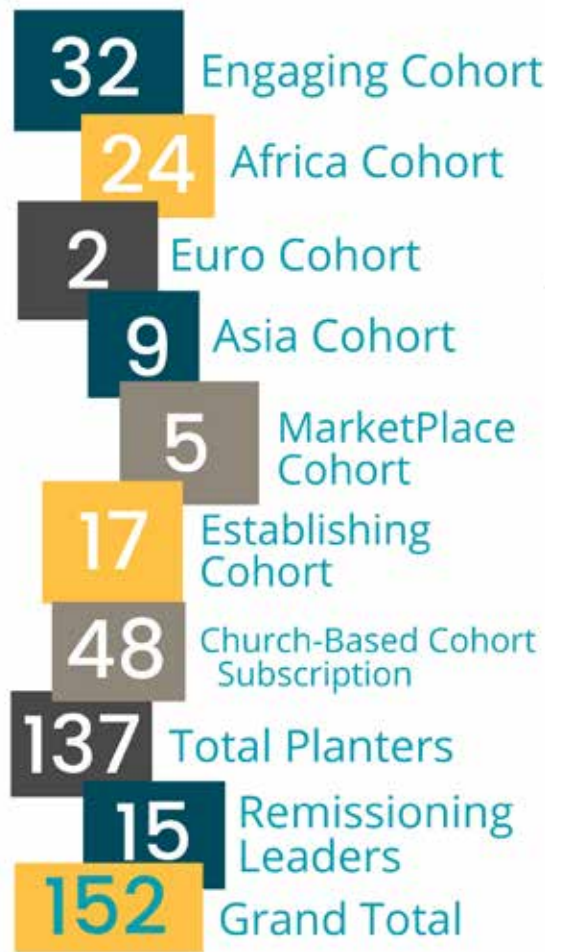 32 Engaging Cohort
24 Africa Cohort
2 Euro Cohort
9 Asia Cohort
5 MarketPlace
Cohort
17 Establishing
Cohort
48 Church-Based Cohort
Subscription
137 Total Planters
15 Remissioning
Leaders
152 Grand Total